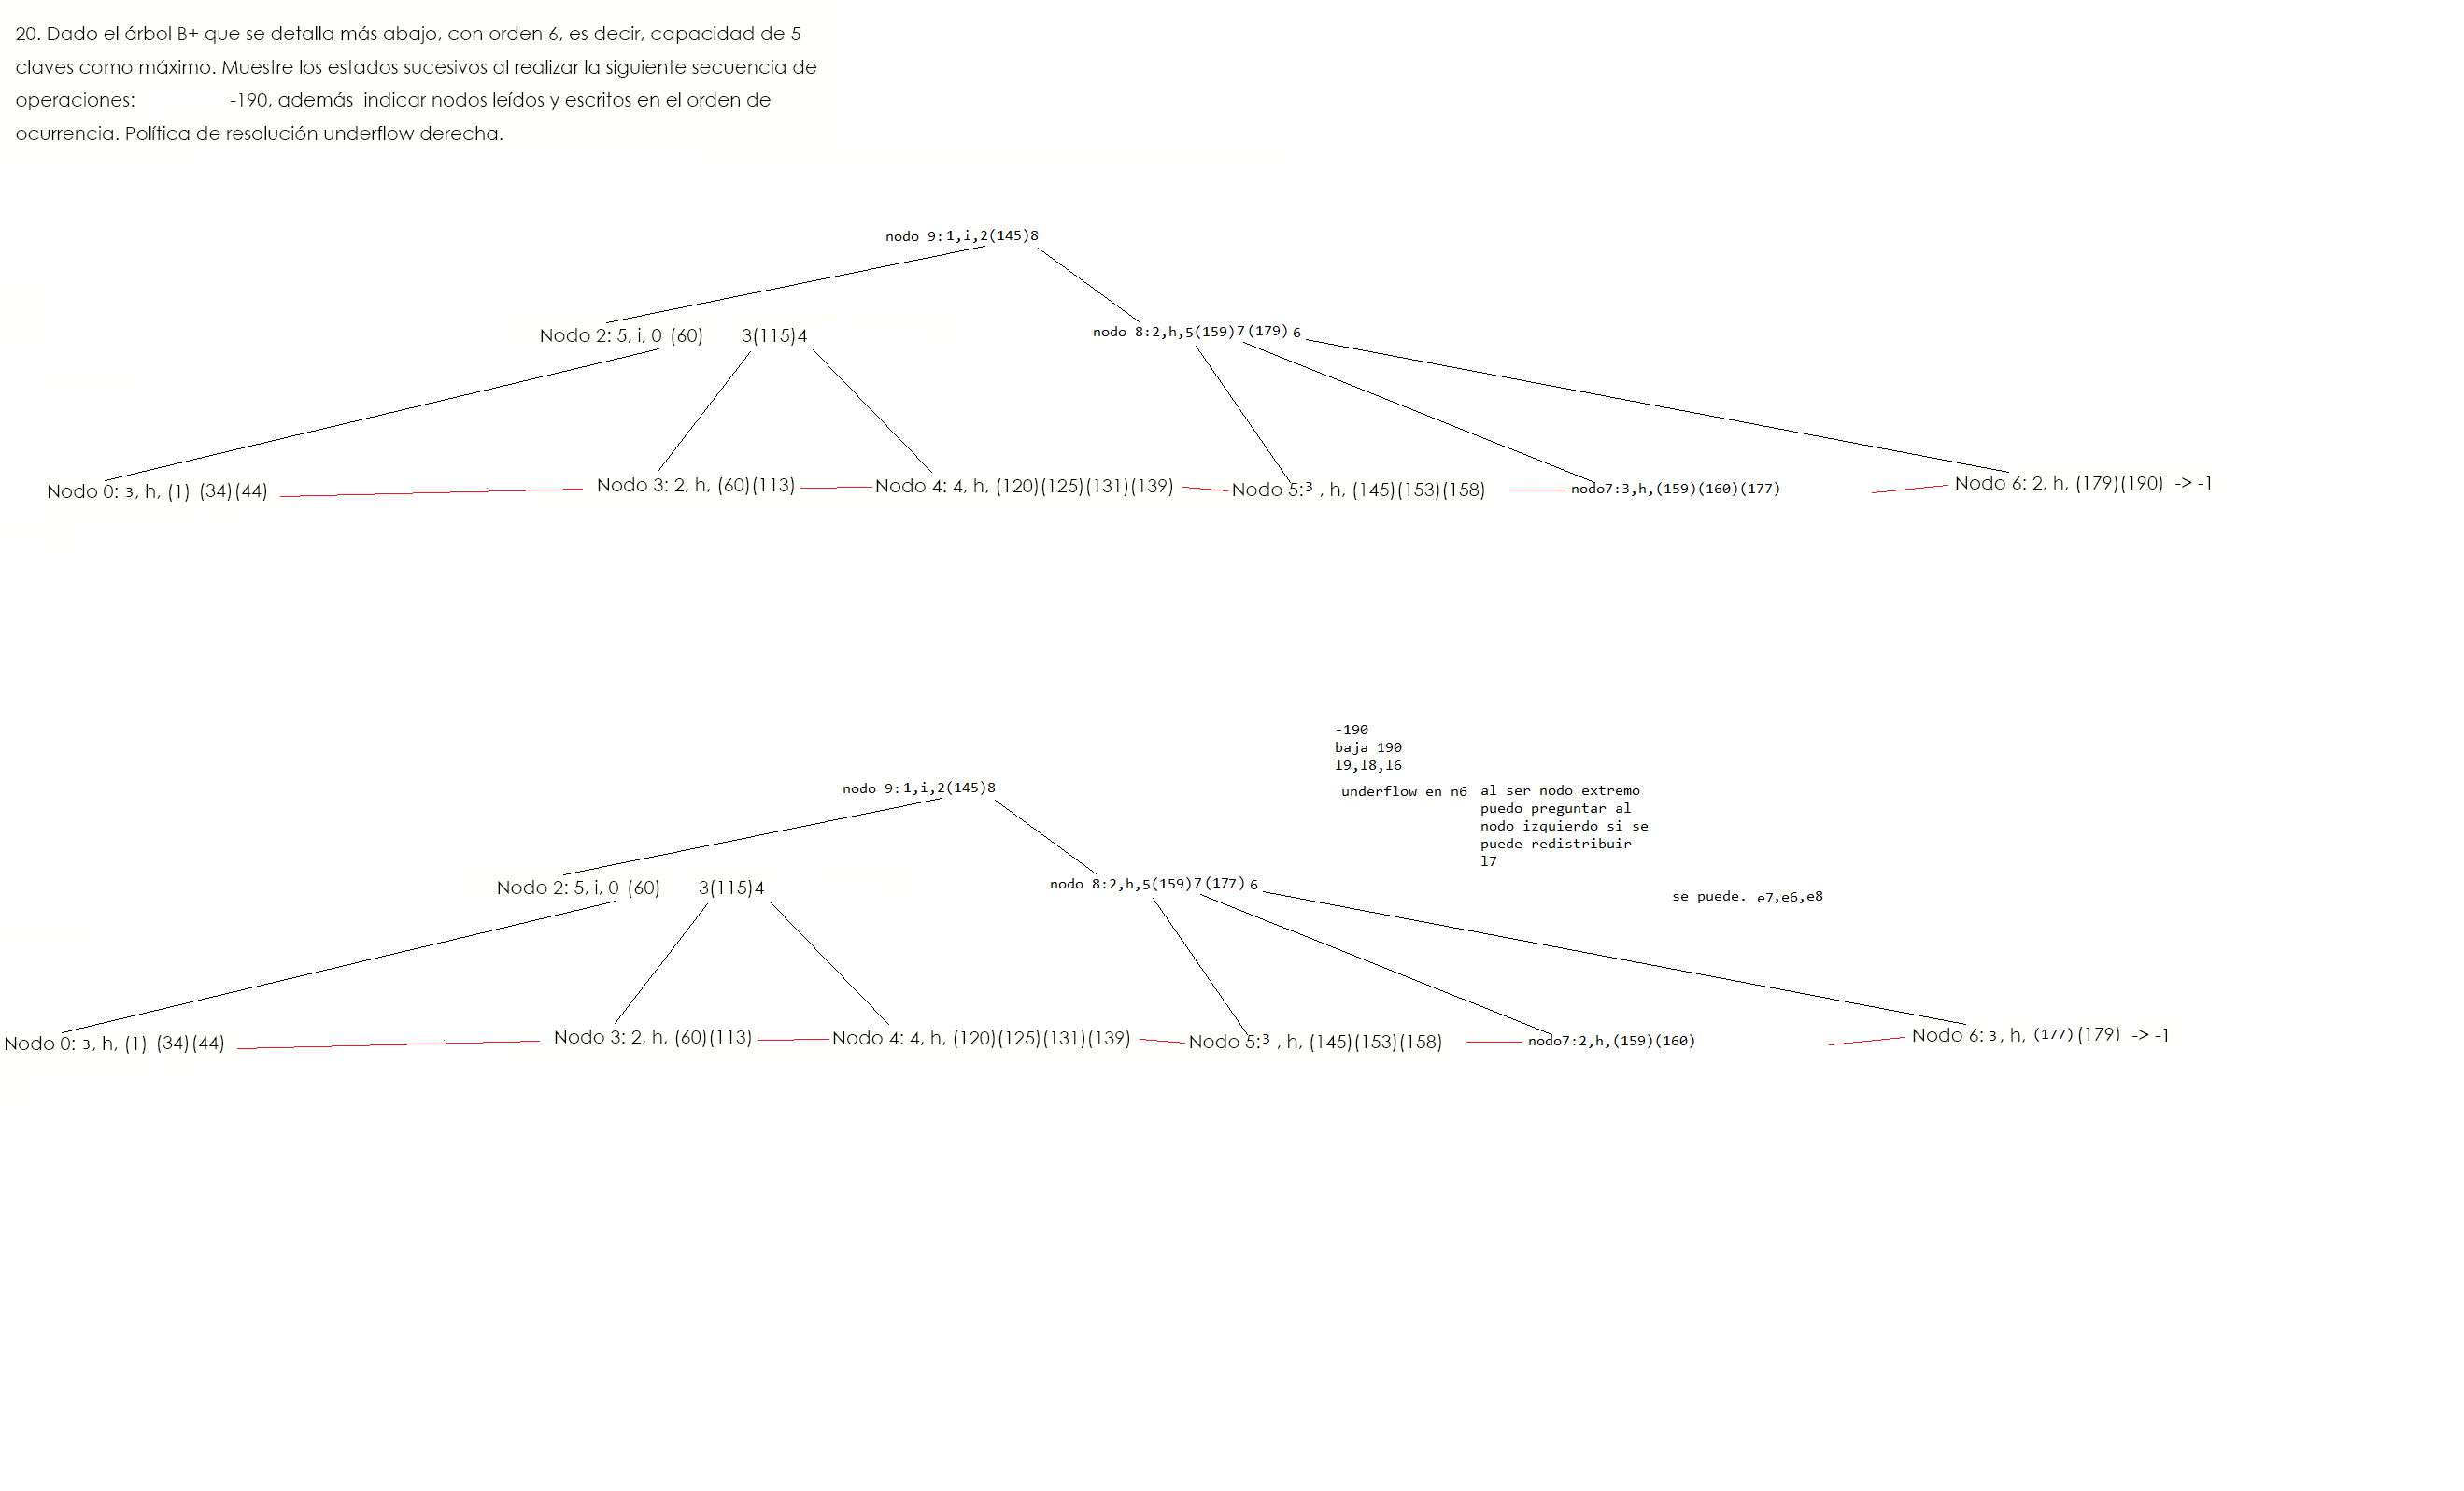 20. Dado el árbol B+ que se detalla más abajo, con orden 6, es decir, capacidad de 5
claves como máximo. Muestre los estados sucesivos al realizar la siguiente secuencia de
operaciones: -190, además indicar nodos leídos y escritos en el orden de
ocurrencia. Política de resolución underflow derecha.
nodo 9:1,i,2(145)8
Nodo 2: 5, i, 0 (60) 3(115)4
nodo 8:2,h,5(159)7(179) 6
Nodo 0: 3, h, (1) (34)(44)
Nodo 3: 2, h, (60)(113)
Nodo 4: 4, h, (120)(125)(131)(139)
Nodo 5:3 , h, (145)(153)(158)
nodo7:3,h,(159)(160)(177)
Nodo 6: 2, h, (179)(190) -> -1
-190
baja 190
l9,l8,l6
underflow en n6
al ser nodo extremo
puedo preguntar al
nodo izquierdo si se
puede redistribuir
l7
se puede. e7,e6,e8
nodo 9:1,i,2(145)8
Nodo 2: 5, i, 0 (60) 3(115)4
nodo 8:2,h,5(159)7(177) 6
Nodo 0: 3, h, (1) (34)(44)
Nodo 3: 2, h, (60)(113)
Nodo 4: 4, h, (120)(125)(131)(139)
Nodo 5:3 , h, (145)(153)(158)
nodo7:2,h,(159)(160)
Nodo 6: 3, h, (177)(179) -> -1